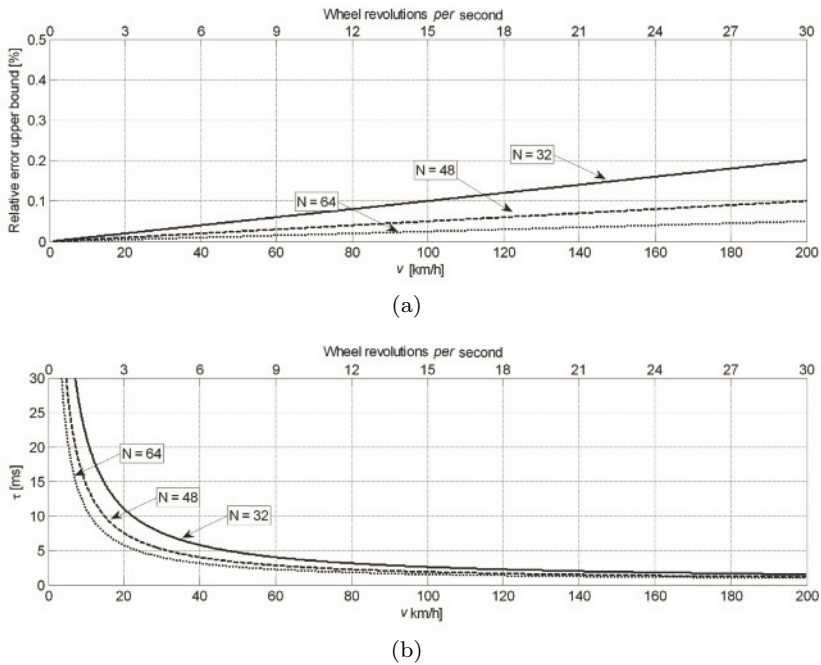 Wheel revolutions per second
0 3 6 9 12 15 18 21 24 27 30
Relative error upper bound [%]
0.5
0.4
0.3
0.2
0.1
0
N = 32
N = 48
N = 64
0 20 40 60 80 100 120 140 160 180 200
v [km/h]
(a)
Wheel revolutions per second
0 3 6 9 12 15 18 21 24 27 30
τ [ms]
30
25
20
15
10
5
0
N = 64
N = 48
N = 32
0 20 40 60 80 100 120 140 160 180 200
v km/h]
(b)